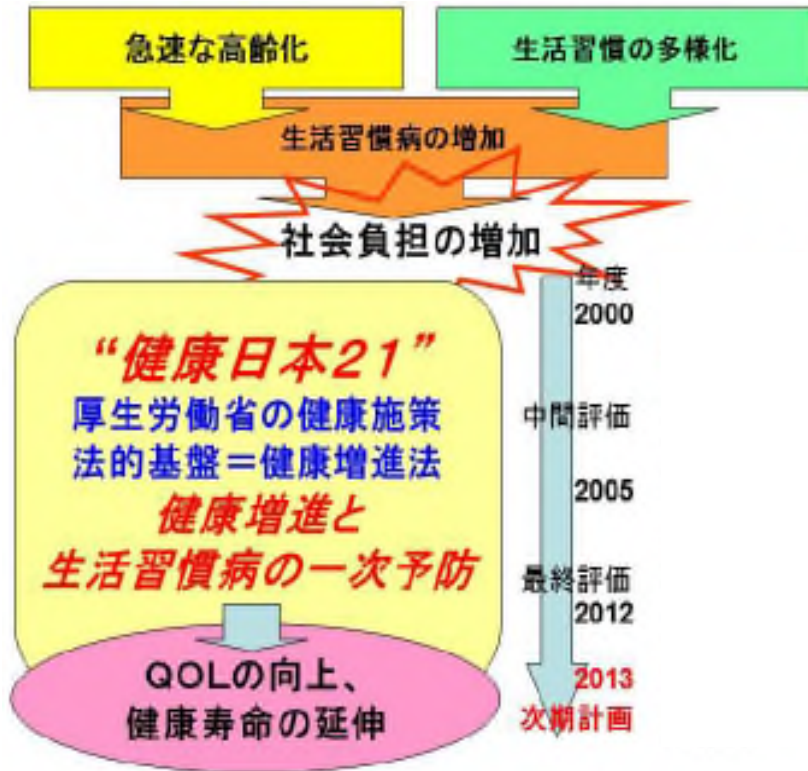 急速な高齢化
生活習慣の多様化
生活習慣病の増加
社会負担の増加
年度
2000
“健康日本21”
厚生労働省の健康施策
法的基盤＝健康増進法
健康増進と
生活習慣病の一次予防
中間評価
2005
最終評価
2012
2013
次期計画
QOLの向上、
健康寿命の延伸